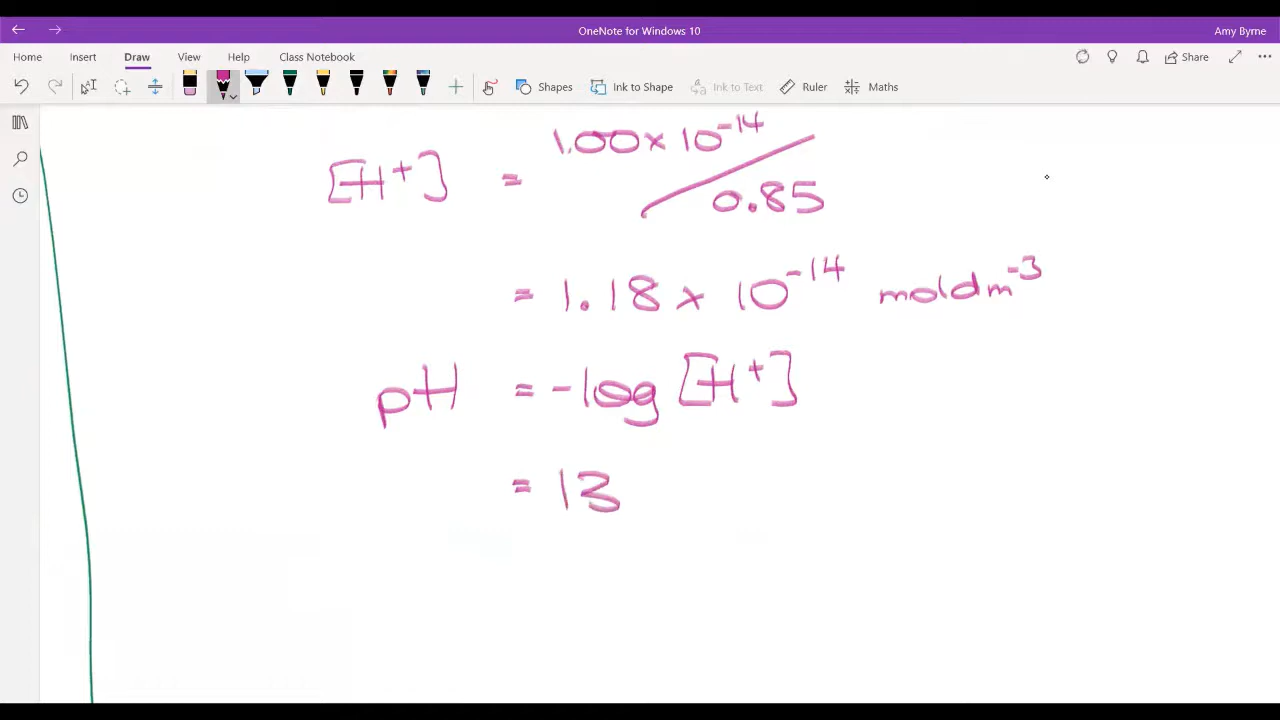 OneNote for Windows 10
Amy Byrne
Home Insert Draw View Help Class Notebook Share
Shapes Ink to Shape Ink to Text Ruler Maths
[H⁺] = 1.00 x 10⁻¹⁴ / 0.85
= 1.18 x 10⁻¹⁴ moldm⁻³
pH = -log [H⁺]
= 13